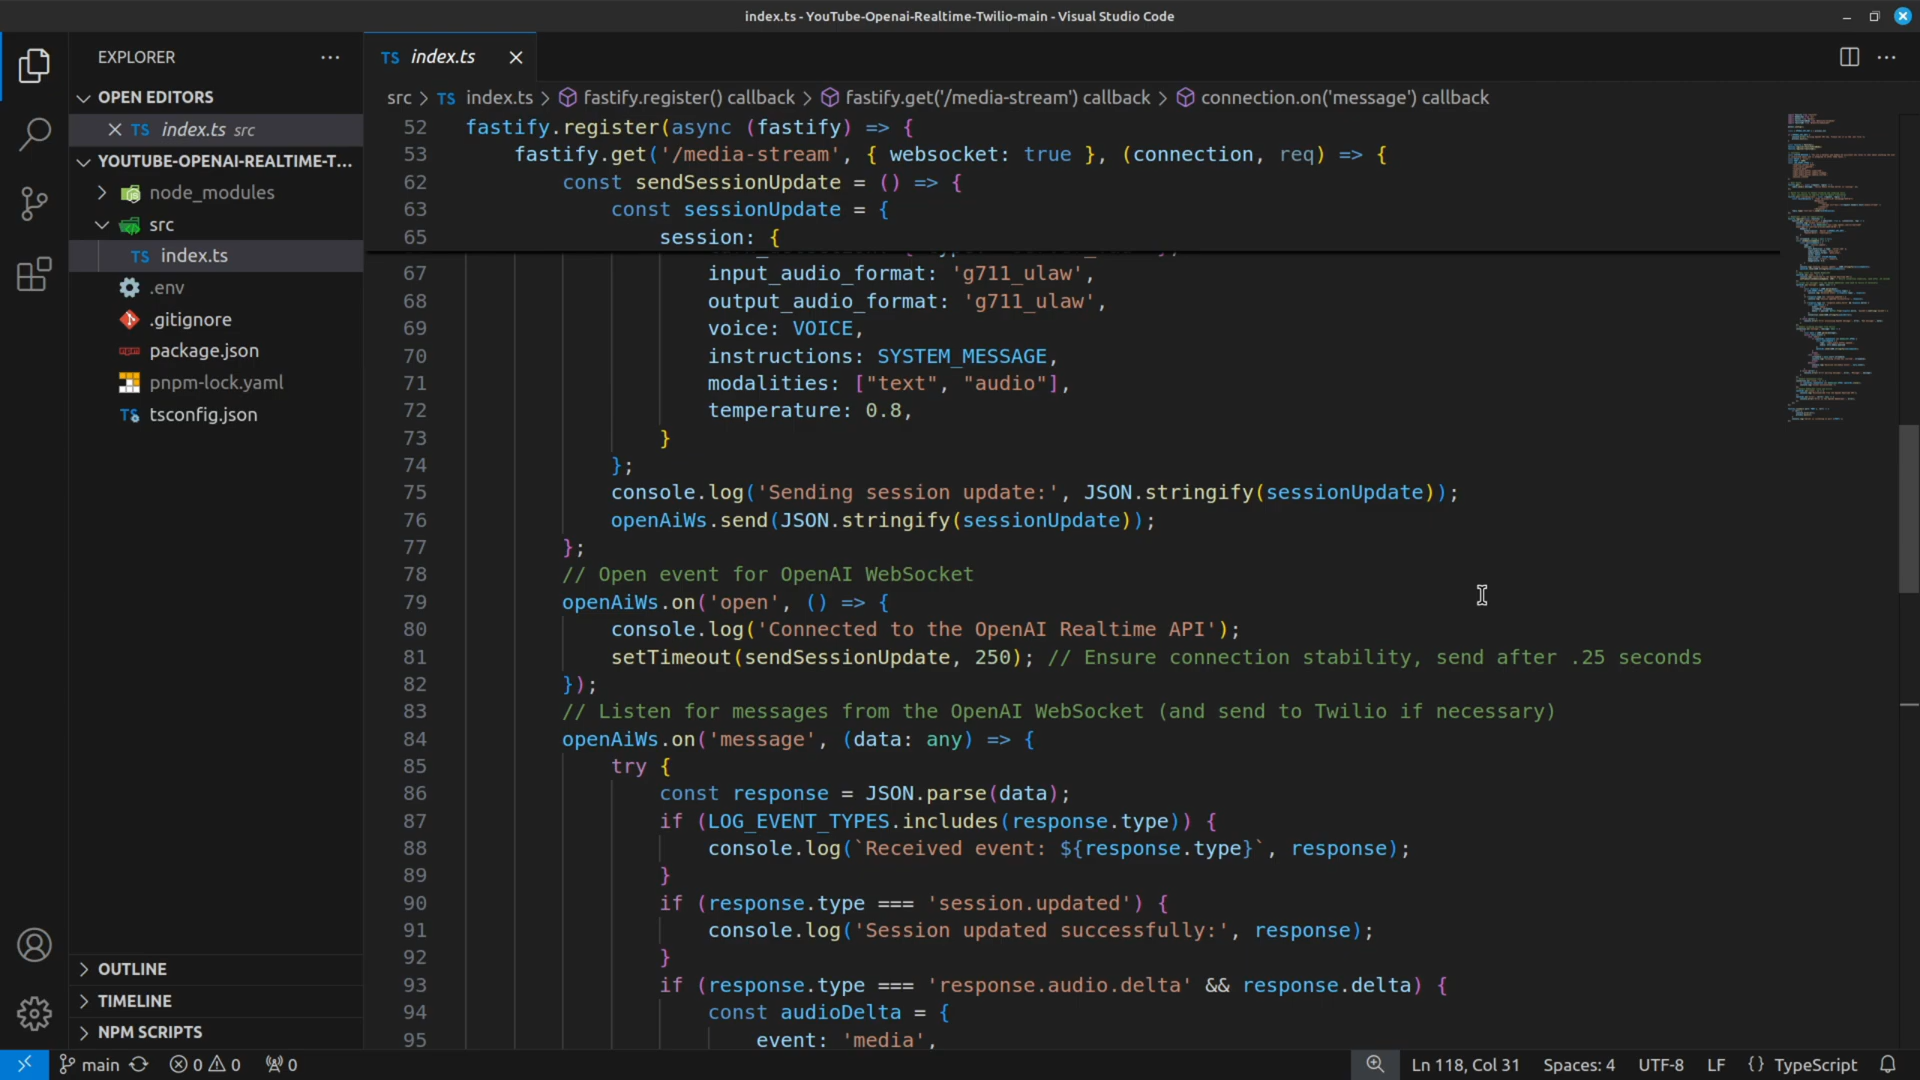 index.ts - YouTube-Openai-Realtime-Twilio-main - Visual Studio Code
EXPLORER
OPEN EDITORS
TS index.ts src
YOUTUBE-OPENAI-REALTIME-T...
node_modules
src
TS index.ts
.env
.gitignore
package.json
pnpm-lock.yaml
tsconfig.json
OUTLINE
TIMELINE
NPM SCRIPTS
TS index.ts
src > TS index.ts > fastify.register() callback > fastify.get('/media-stream') callback > connection.on('message') callback
52 fastify.register(async (fastify) => {
53 fastify.get('/media-stream', { websocket: true }, (connection, req) => {
62 const sendSessionUpdate = () => {
63 const sessionUpdate = {
65 session: {
67 input_audio_format: 'g711_ulaw',
68 output_audio_format: 'g711_ulaw',
69 voice: VOICE,
70 instructions: SYSTEM_MESSAGE,
71 modalities: ["text", "audio"],
72 temperature: 0.8,
73 }
74 };
75 console.log('Sending session update:', JSON.stringify(sessionUpdate));
76 openAiWs.send(JSON.stringify(sessionUpdate));
77 };
78 // Open event for OpenAI WebSocket
79 openAiWs.on('open', () => {
80 console.log('Connected to the OpenAI Realtime API');
81 setTimeout(sendSessionUpdate, 250); // Ensure connection stability, send after .25 seconds
82 });
83 // Listen for messages from the OpenAI WebSocket (and send to Twilio if necessary)
84 openAiWs.on('message', (data: any) => {
85 try {
86 const response = JSON.parse(data);
87 if (LOG_EVENT_TYPES.includes(response.type)) {
88 console.log(`Received event: ${response.type}`, response);
89 }
90 if (response.type === 'session.updated') {
91 console.log('Session updated successfully:', response);
92 }
93 if (response.type === 'response.audio.delta' && response.delta) {
94 const audioDelta = {
95 event: 'media',
main 0 0 0 Ln 118, Col 31 Spaces: 4 UTF-8 LF {} TypeScript